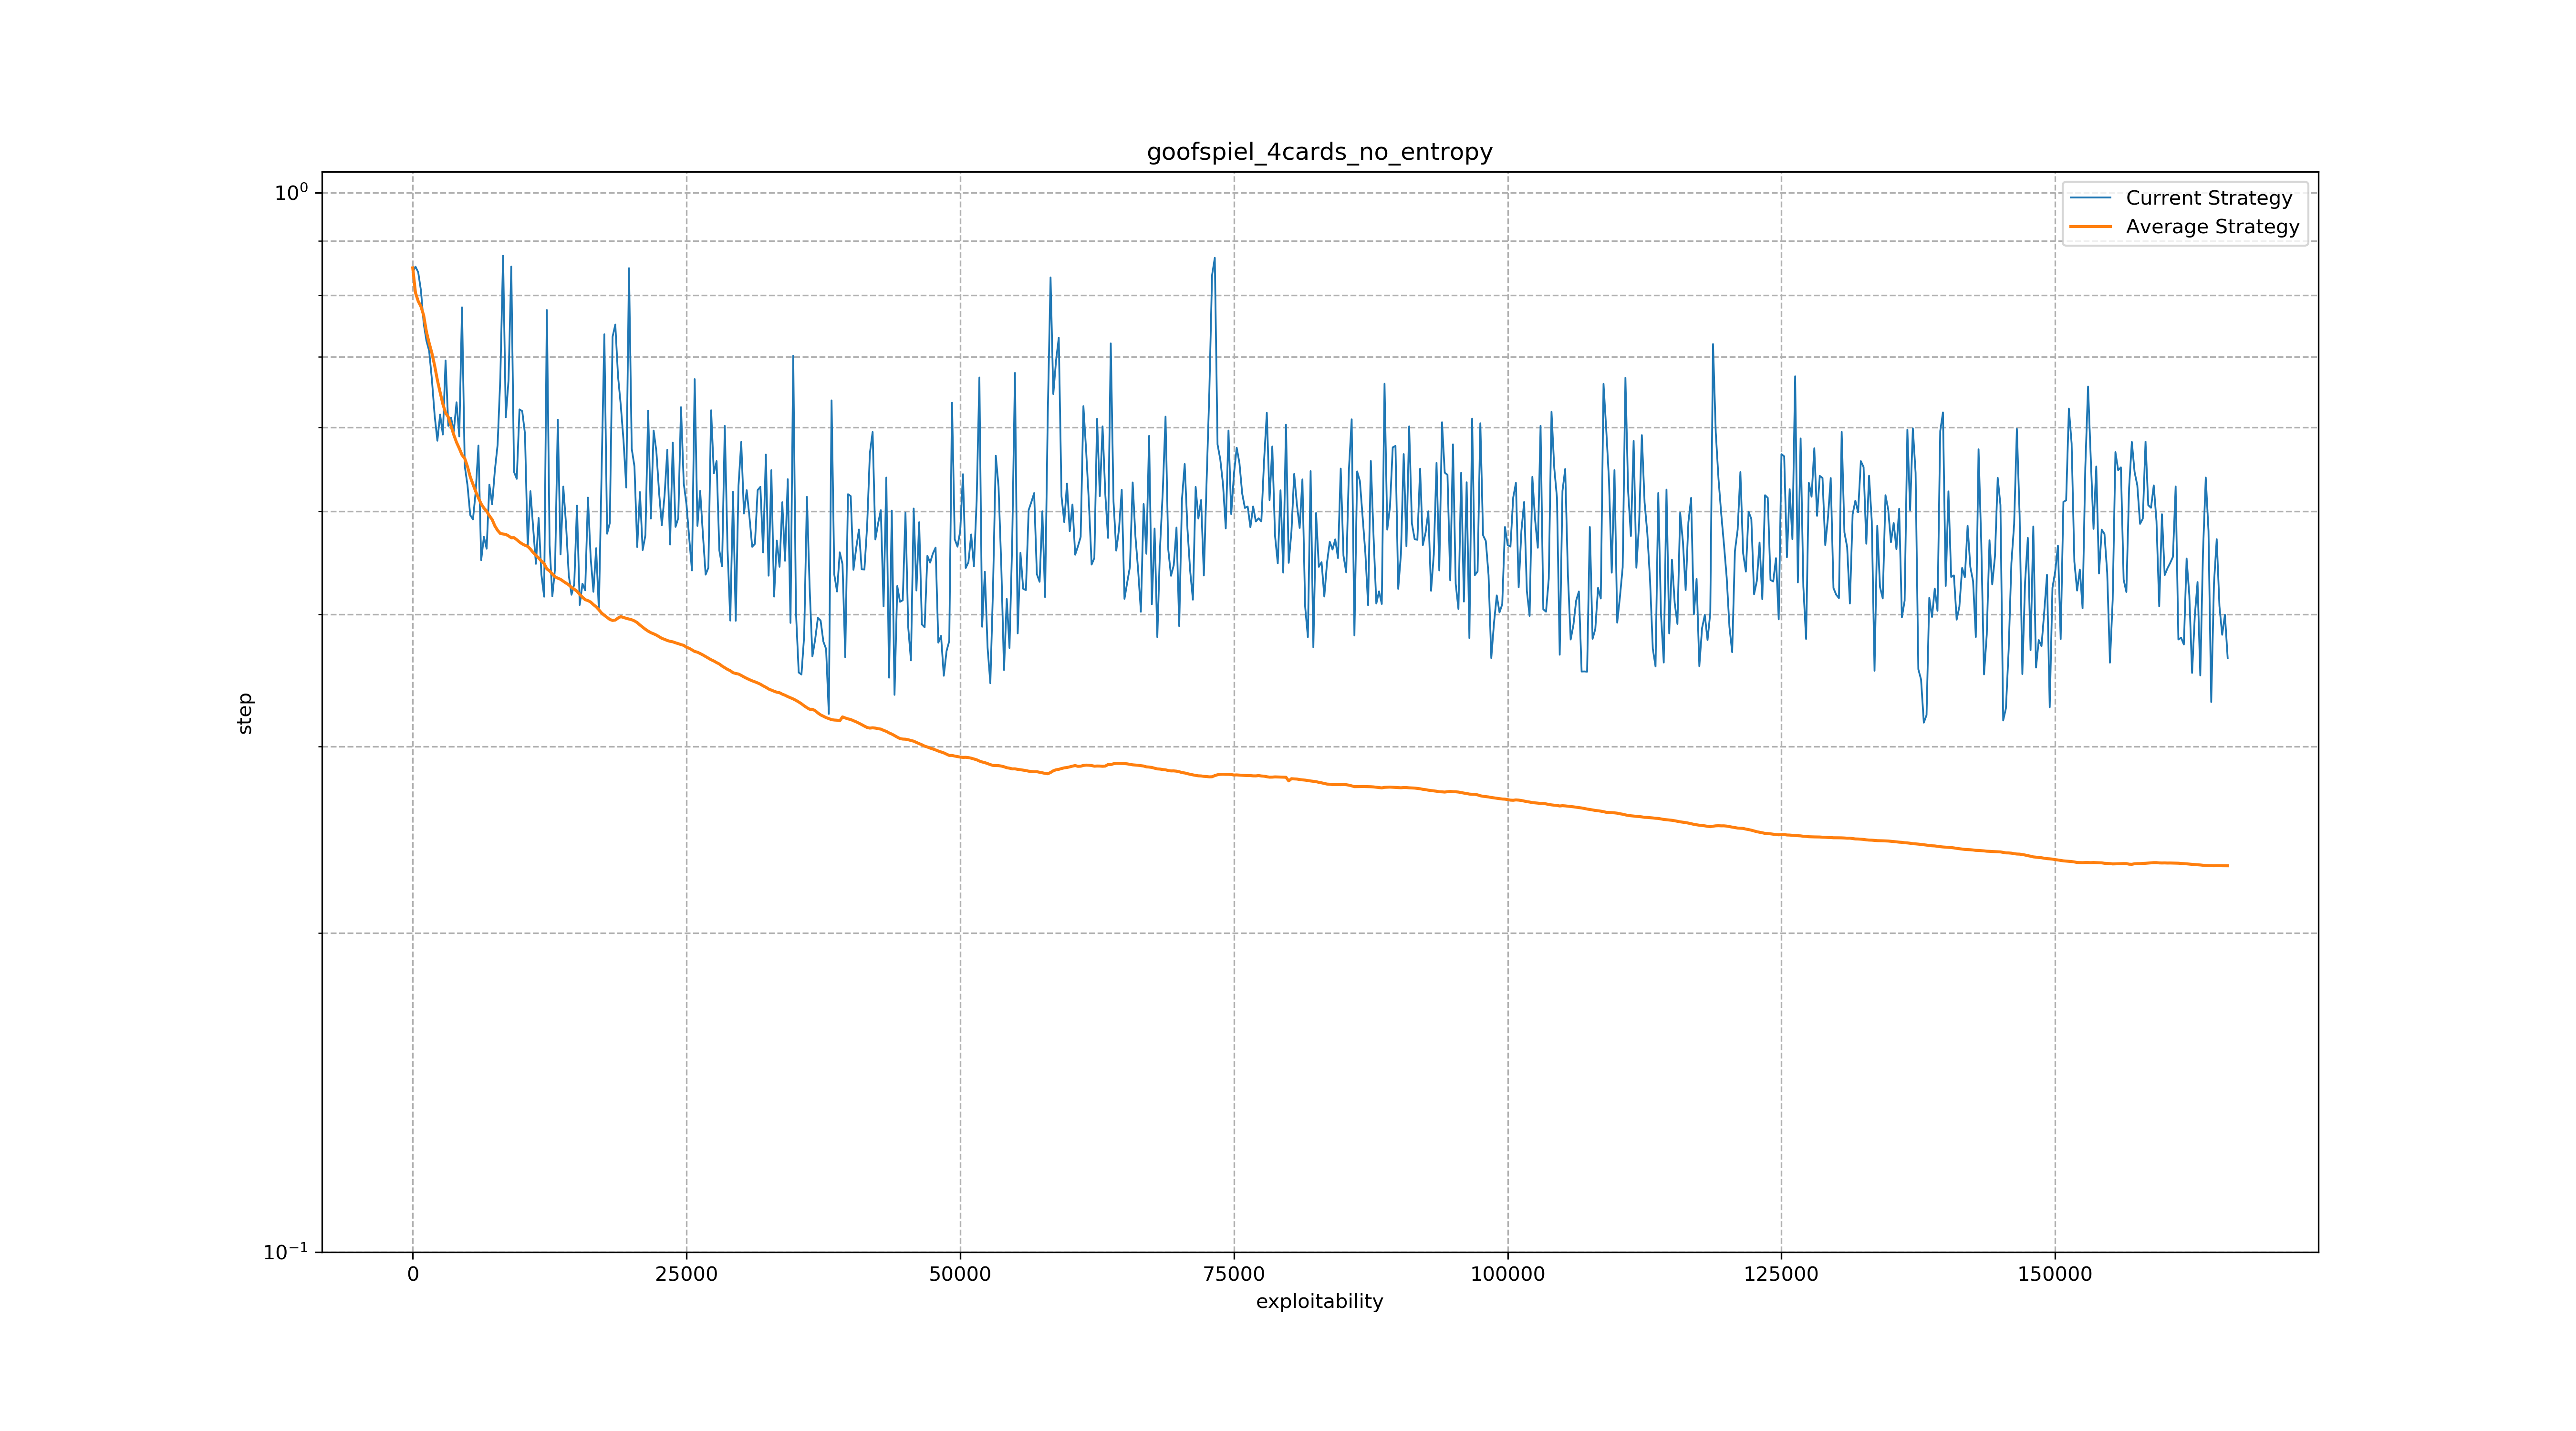 goofspiel_4cards_no_entropy
10⁰
Current Strategy
Average Strategy
step
10⁻¹
0 25000 50000 75000 100000 125000 150000
exploitability